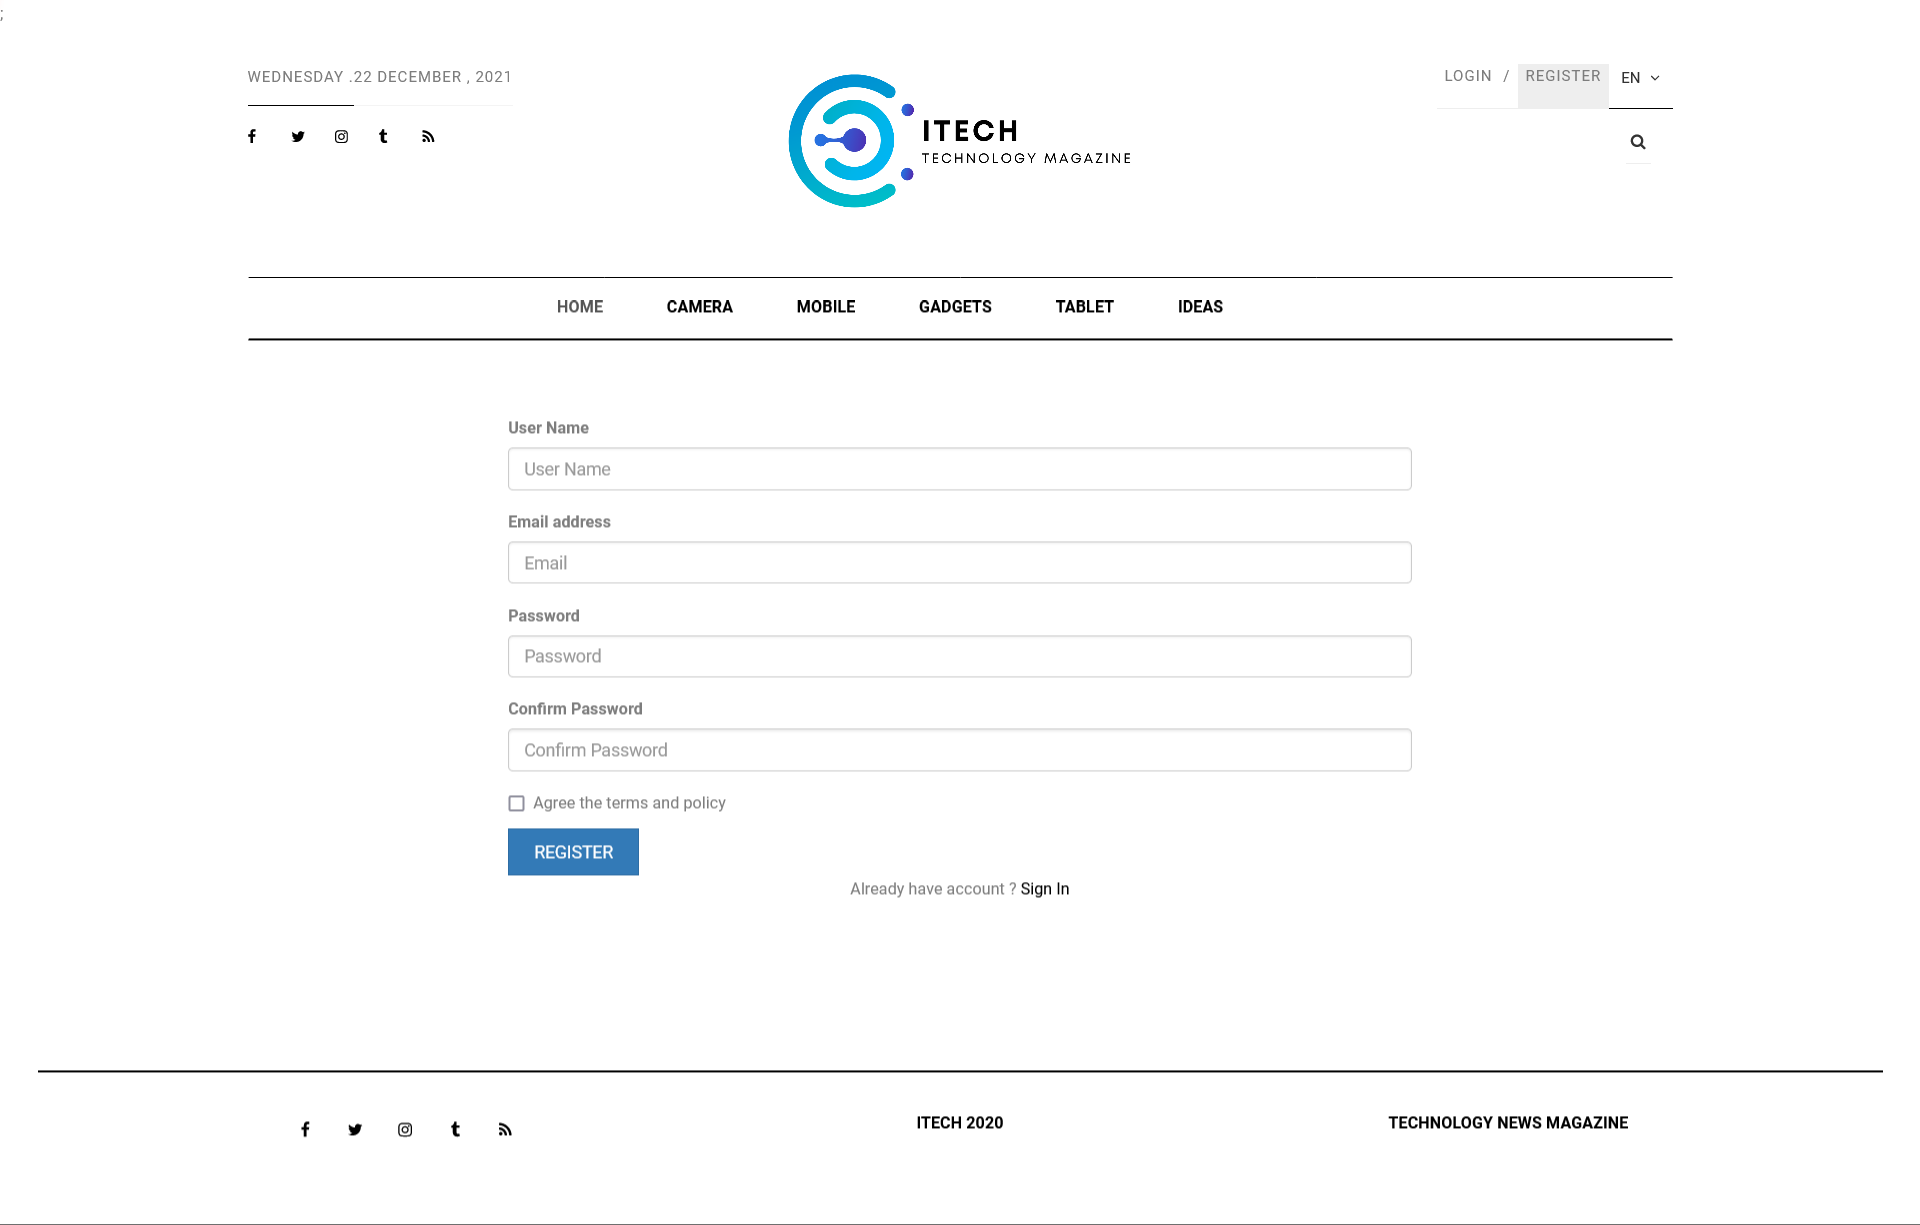 ;
WEDNESDAY .22 DECEMBER , 2021
LOGIN / REGISTER EN
ITECH
TECHNOLOGY MAGAZINE
HOME CAMERA MOBILE GADGETS TABLET IDEAS
User Name
User Name
Email address
Email
Password
Password
Confirm Password
Confirm Password
Agree the terms and policy
REGISTER
Already have account ? Sign In
ITECH 2020 TECHNOLOGY NEWS MAGAZINE